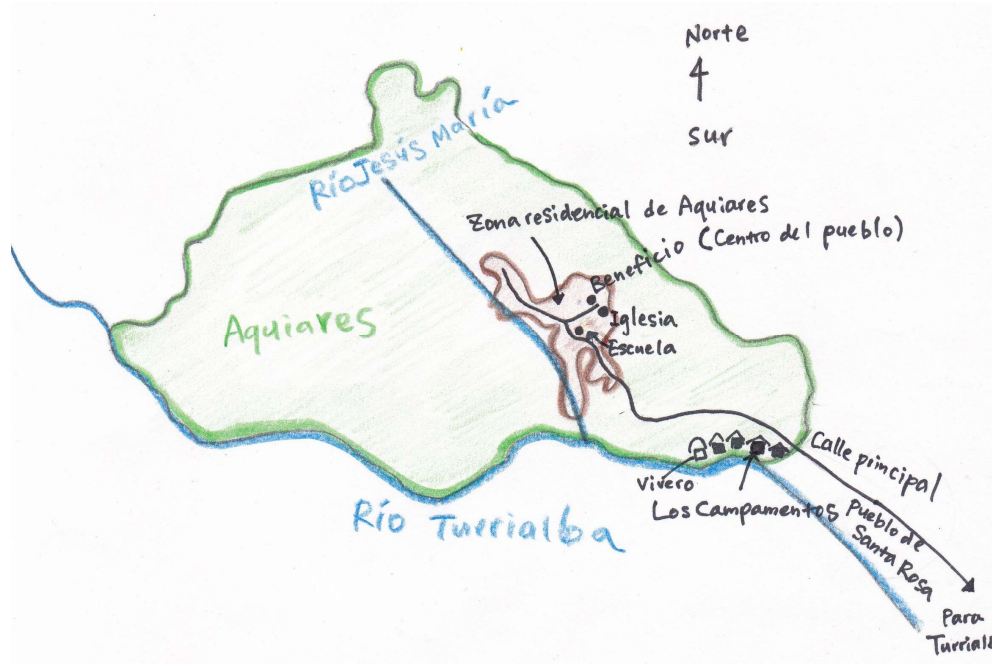 Norte
sur
Río Jesús María
Zona residencial de Aquiares
Beneficio (Centro del pueblo)
Iglesia
Escuela
Aquiares
Calle principal
Vivero
Los Campamentos
Pueblo de
Santa Rosa
Río Turrialba
Para